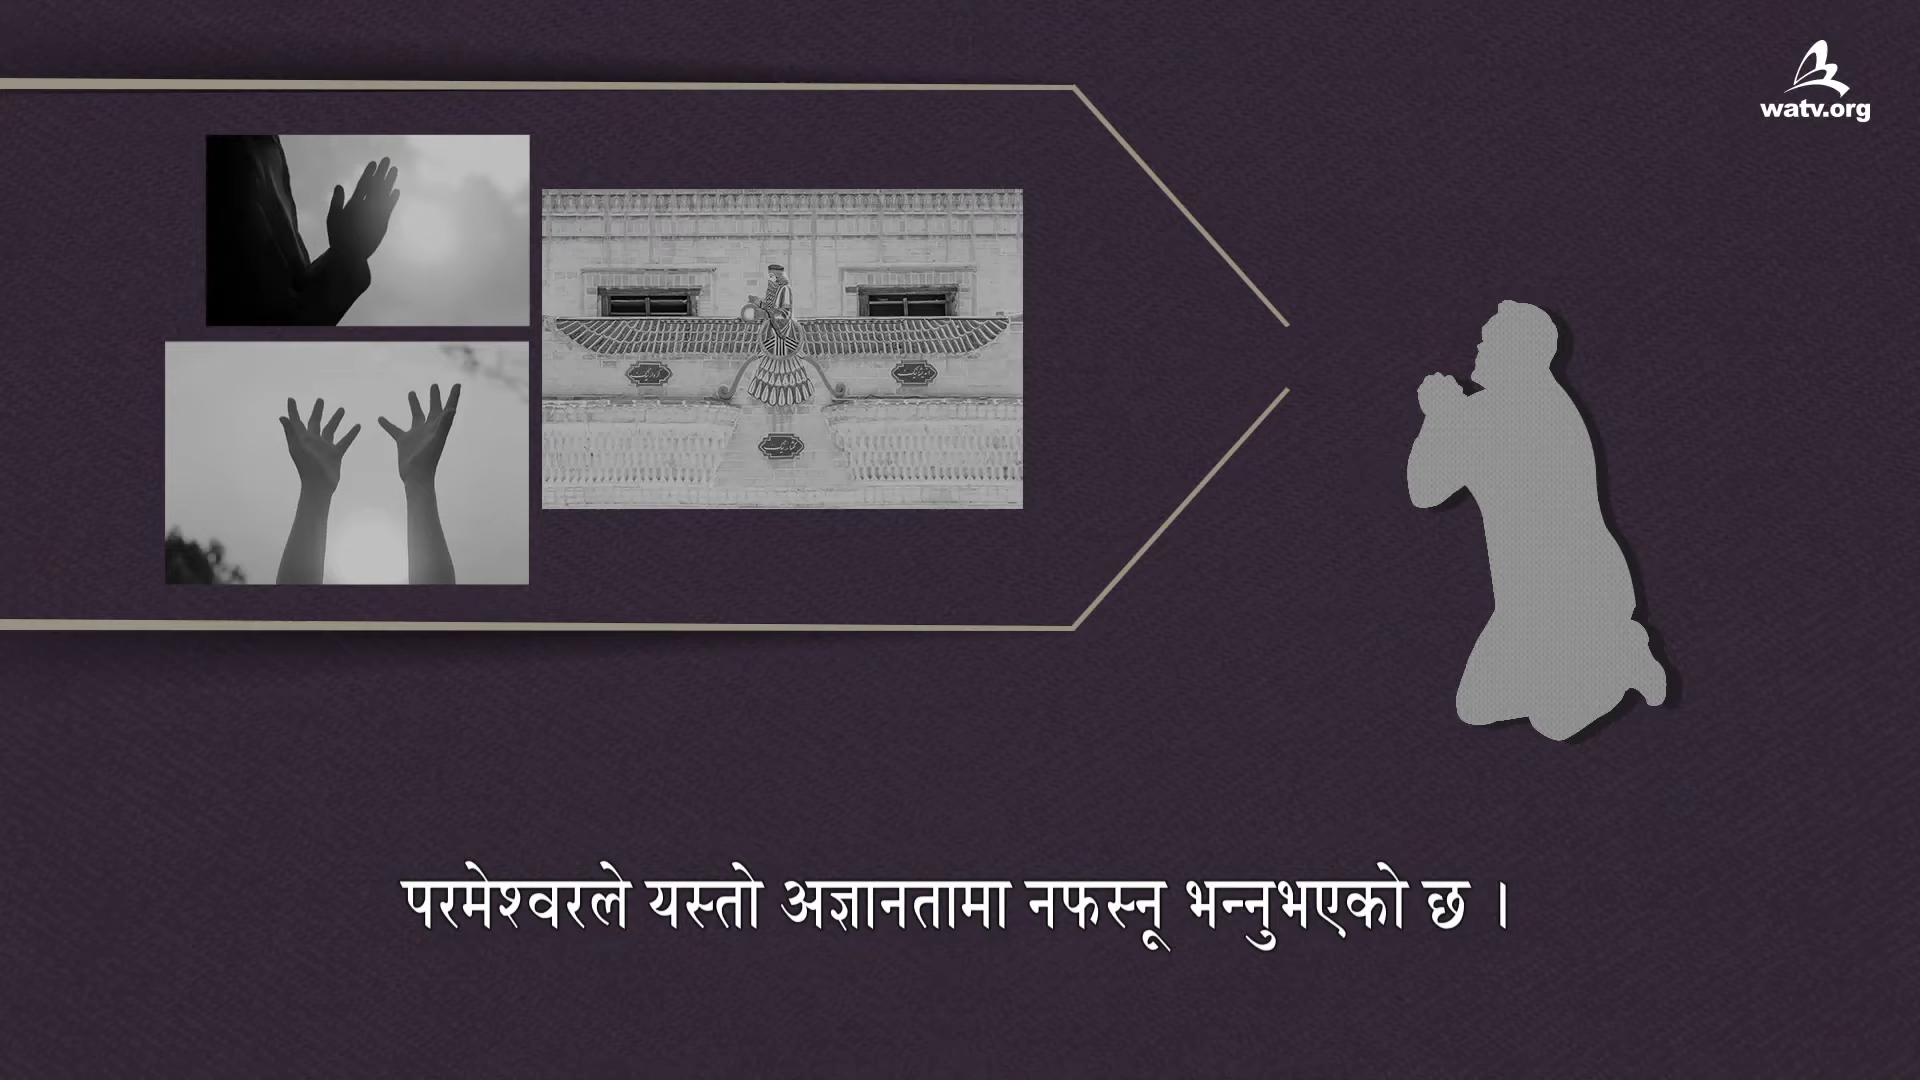 watv.org
परमेश्वरले यस्तो अज्ञानतामा नफस्नू भन्नुभएको छ ।